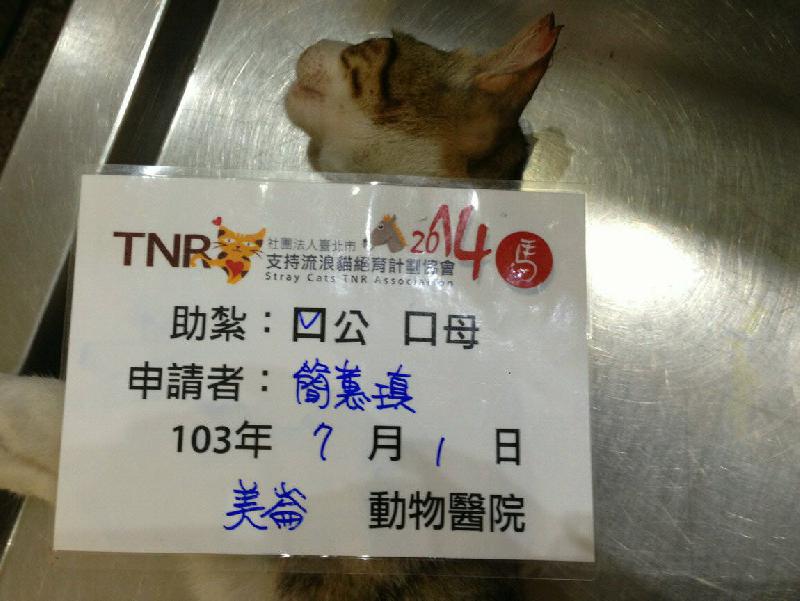 TNR 社團法人臺北市 2014 馬
支持流浪貓絕育計劃協會
Stray Cats TNR Association
助紮：☑公 口母
申請者：簡蕙瑱
103年 7 月 1 日
美崙 動物醫院